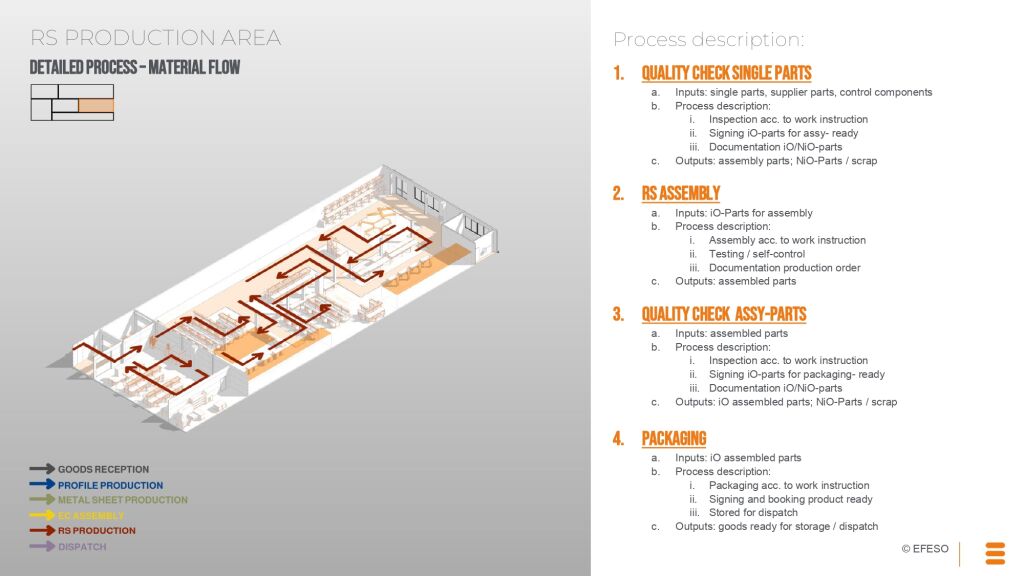 RS PRODUCTION AREA
DETAILED PROCESS – MATERIAL FLOW
GOODS RECEPTION
PROFILE PRODUCTION
METAL SHEET PRODUCTION
EC ASSEMBLY
RS PRODUCTION
DISPATCH
Process description:
1. QUALITY CHECK SINGLE PARTS
a. Inputs: single parts, supplier parts, control components
b. Process description:
i. Inspection acc. to work instruction
ii. Signing iO-parts for assy- ready
iii. Documentation iO/NiO-parts
c. Outputs: assembly parts; NiO-Parts / scrap
2. RS ASSEMBLY
a. Inputs: iO-Parts for assembly
b. Process description:
i. Assembly acc. to work instruction
ii. Testing / self-control
iii. Documentation production order
c. Outputs: assembled parts
3. QUALITY CHECK ASSY-PARTS
a. Inputs: assembled parts
b. Process description:
i. Inspection acc. to work instruction
ii. Signing iO-parts for packaging- ready
iii. Documentation iO/NiO-parts
c. Outputs: iO assembled parts; NiO-Parts / scrap
4. PACKAGING
a. Inputs: iO assembled parts
b. Process description:
i. Packaging acc. to work instruction
ii. Signing and booking product ready
iii. Stored for dispatch
c. Outputs: goods ready for storage / dispatch
© EFESO